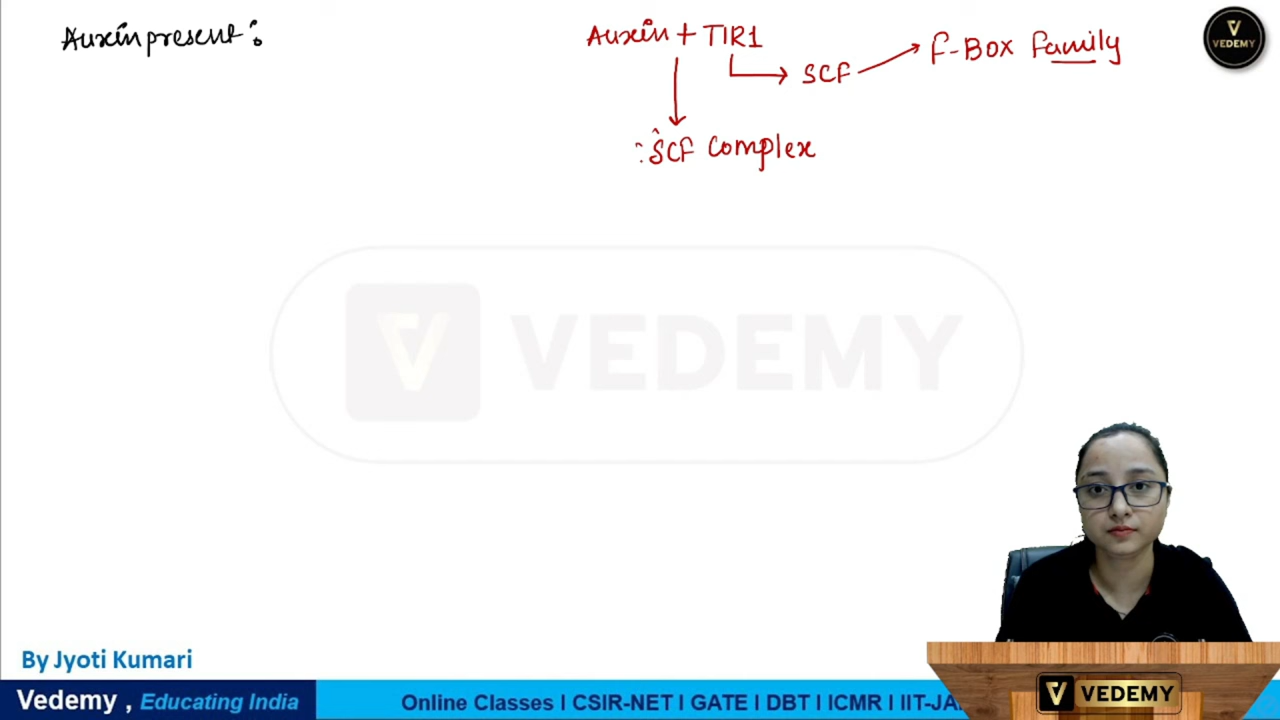 Auxin present :
Auxin + TIR1
SCF
F-Box Family
VEDEMY
SCF Complex
VEDEMY
By Jyoti Kumari
VEDEMY
Vedemy , Educating India
Online Classes I CSIR-NET I GATE I DBT I ICMR I IIT-JA